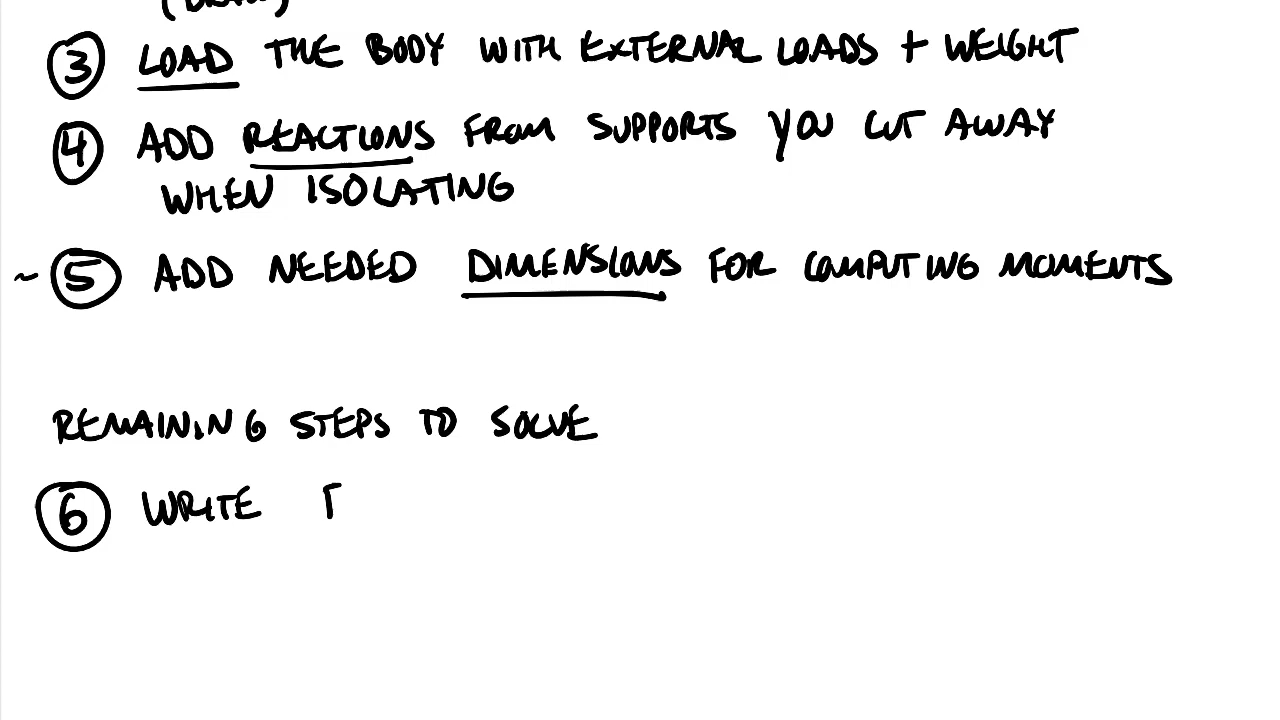 ③ LOAD THE BODY WITH EXTERNAL LOADS + WEIGHT
④ ADD REACTIONS FROM SUPPORTS YOU CUT AWAY
WHEN ISOLATING
~ ⑤ ADD NEEDED DIMENSIONS FOR COMPUTING MOMENTS
REMAINING STEPS TO SOLVE
⑥ WRITE